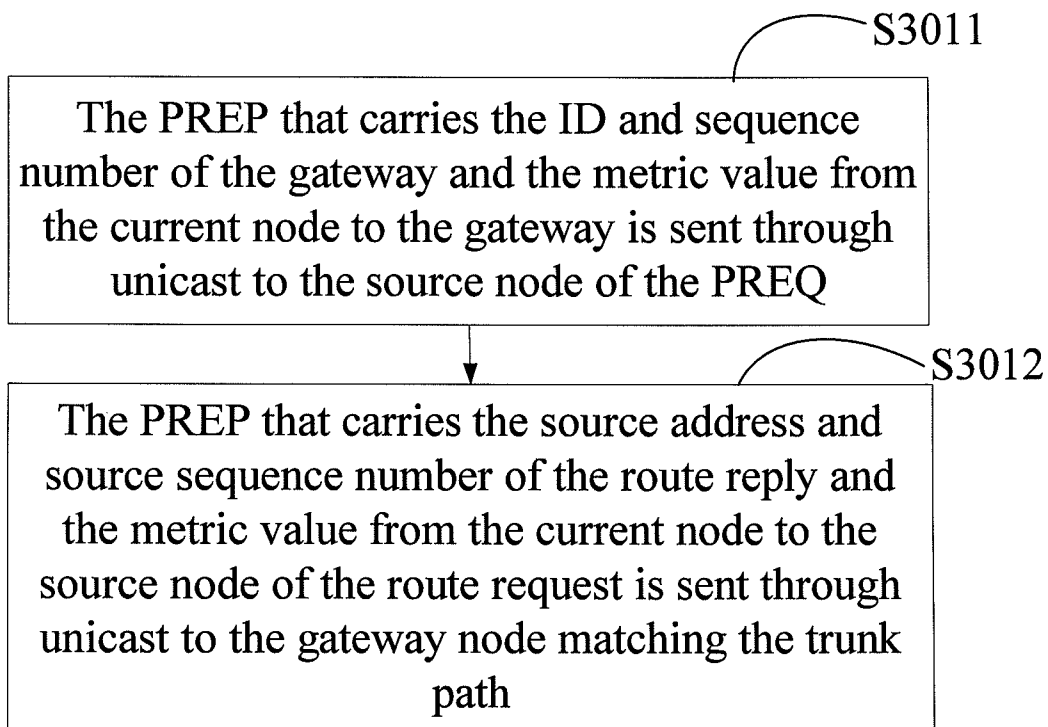 S3011
The PREP that carries the ID and sequence
number of the gateway and the metric value from
the current node to the gateway is sent through
unicast to the source node of the PREQ
S3012
The PREP that carries the source address and
source sequence number of the route reply and
the metric value from the current node to the
source node of the route request is sent through
unicast to the gateway node matching the trunk
path